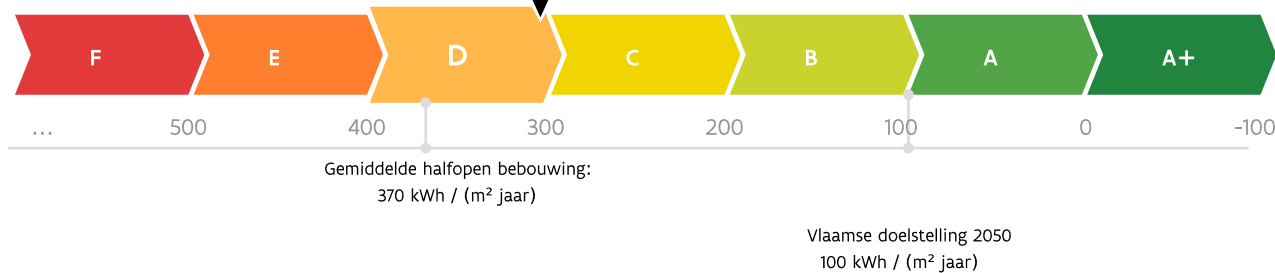 F E D C B A A+
... 500 400 300 200 100 0 -100
Gemiddelde halfopen bebouwing:
370 kWh / (m² jaar)
Vlaamse doelstelling 2050
100 kWh / (m² jaar)